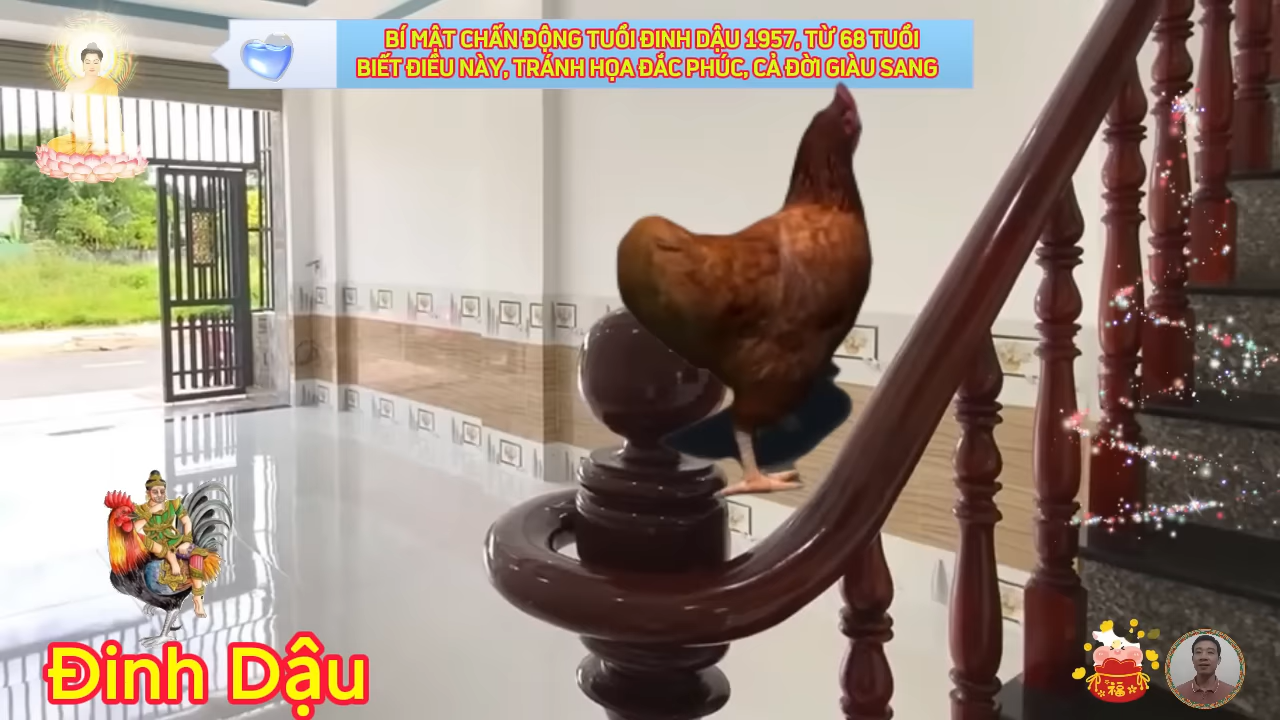 BÍ MẬT CHẤN ĐỘNG TUỔI ĐINH DẬU 1957, TỪ 68 TUỔI
BIẾT ĐIỀU NÀY, TRÁNH HỌA ĐẮC PHÚC, CẢ ĐỜI GIÀU SANG
Đinh Dậu
福